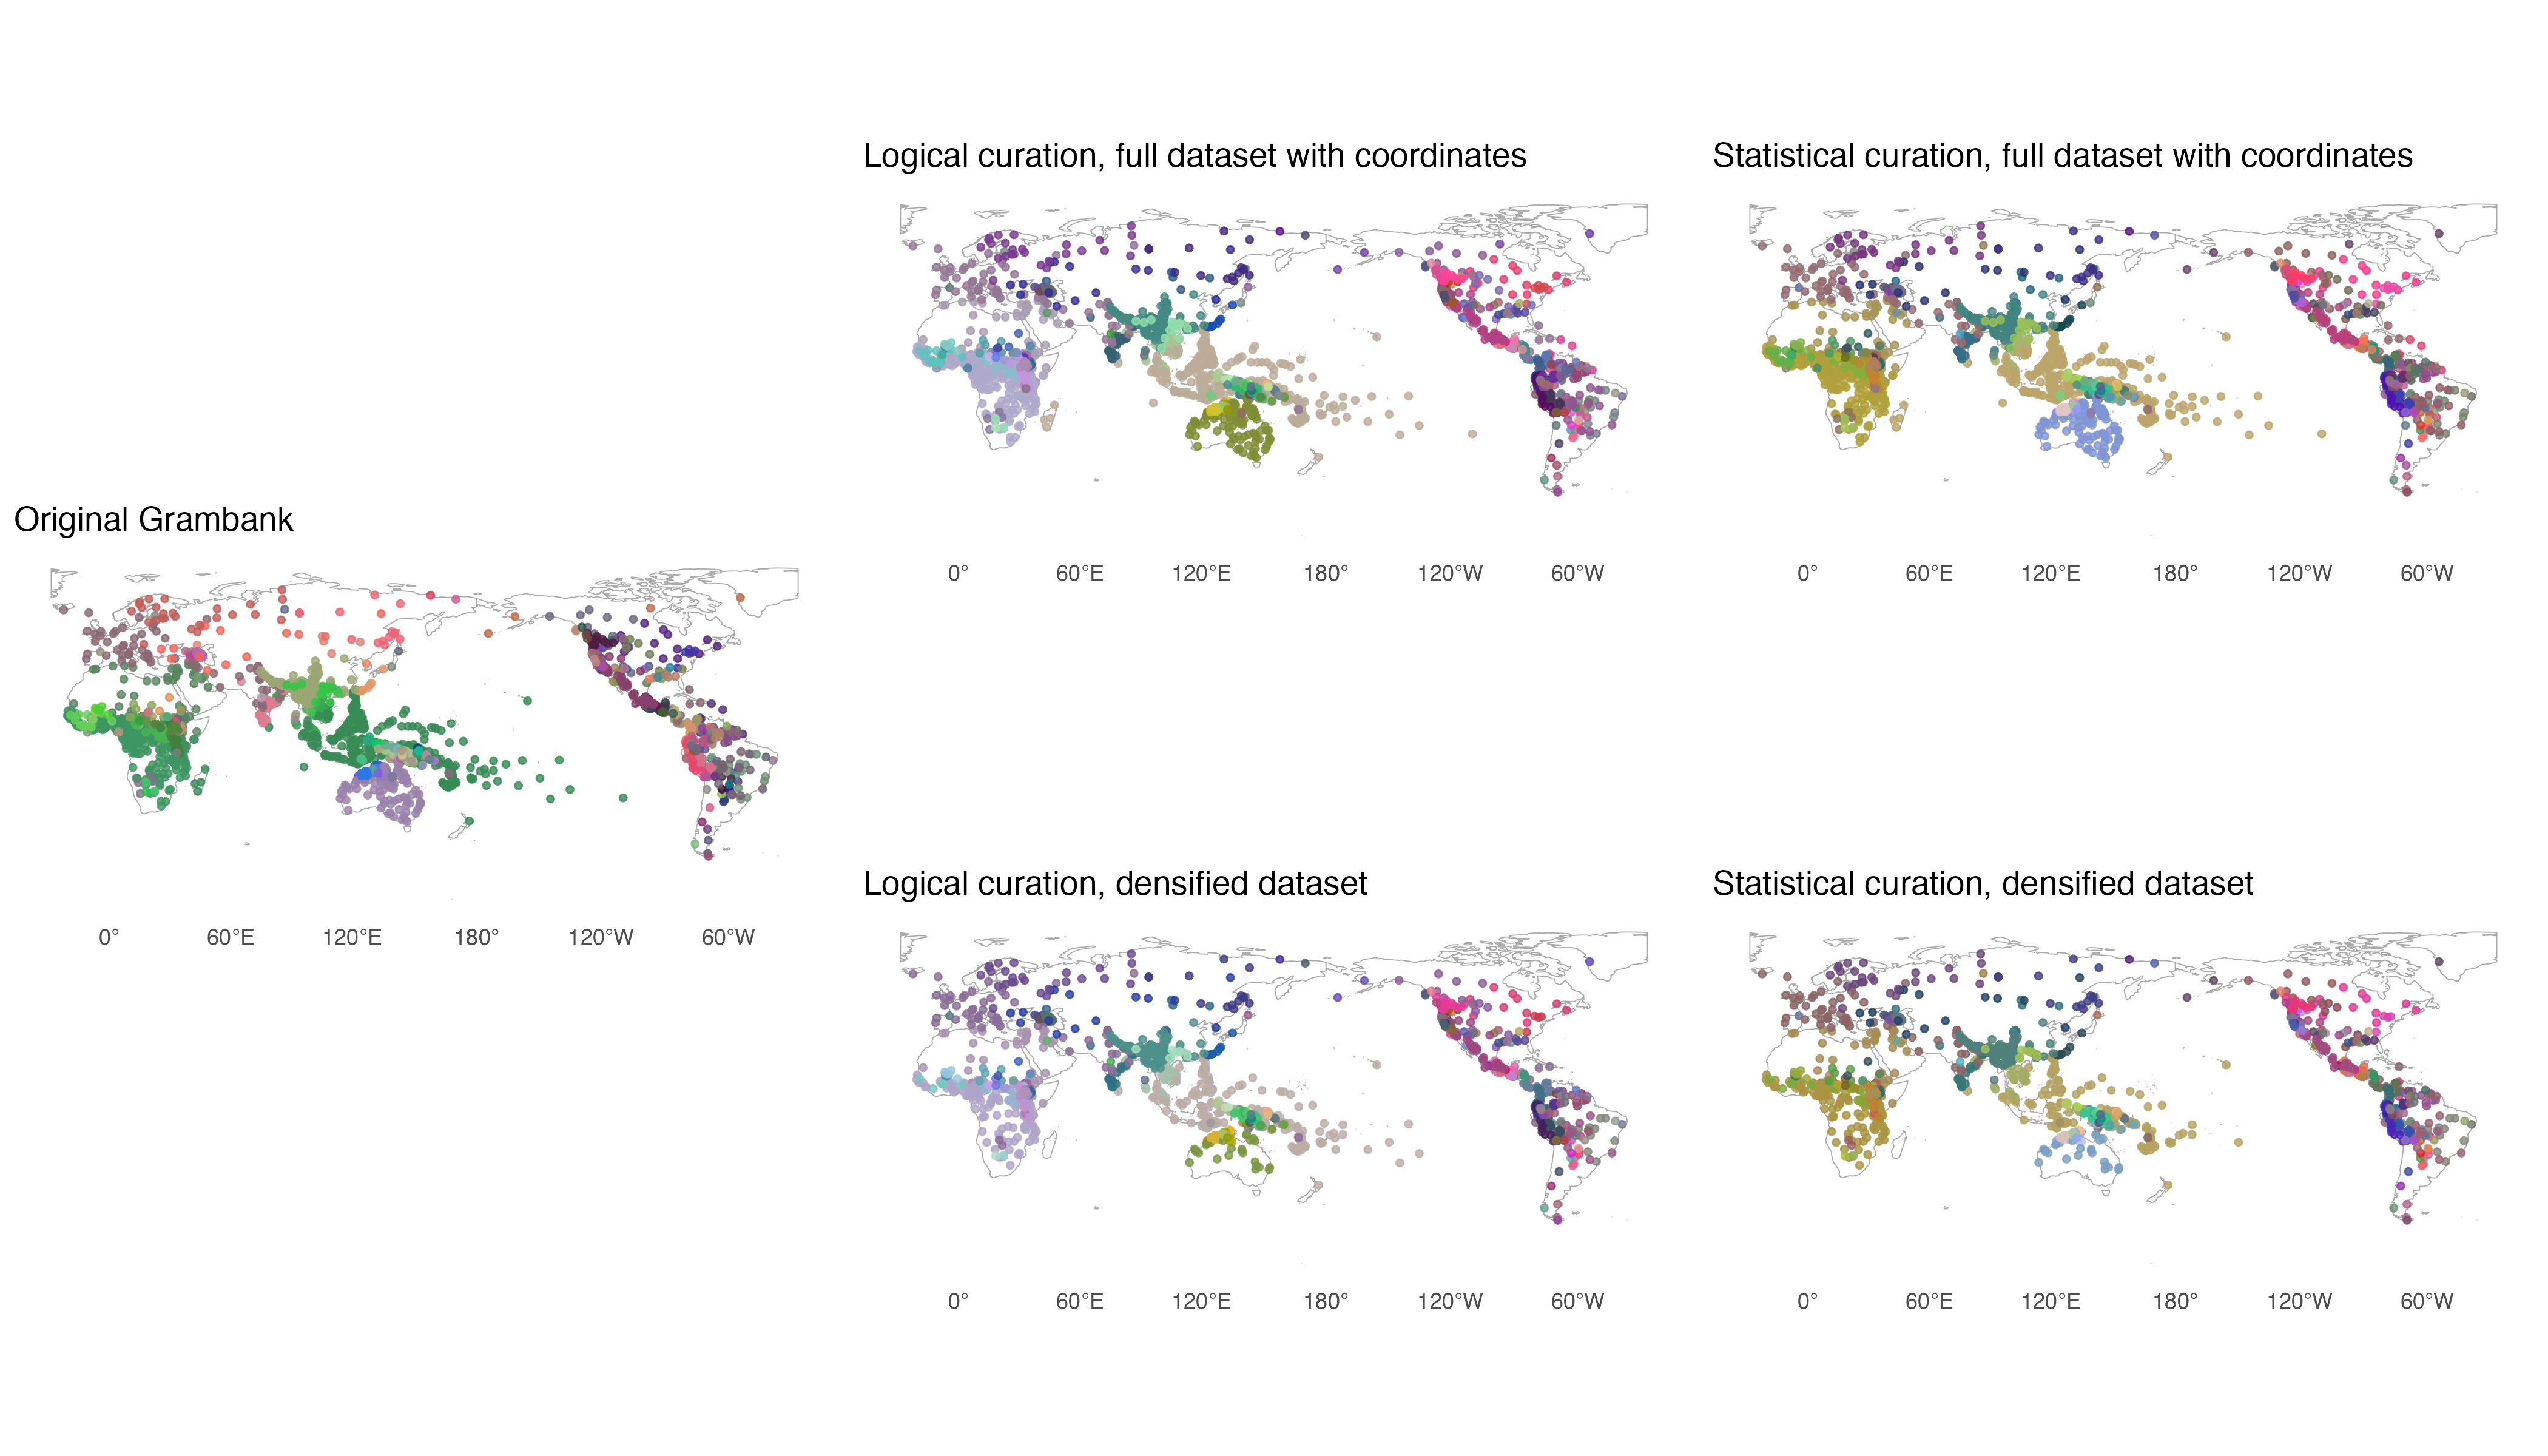 Logical curation, full dataset with coordinates
Statistical curation, full dataset with coordinates
0° 60°E 120°E 180° 120°W 60°W
0° 60°E 120°E 180° 120°W 60°W
Original Grambank
0° 60°E 120°E 180° 120°W 60°W
Logical curation, densified dataset
Statistical curation, densified dataset
0° 60°E 120°E 180° 120°W 60°W
0° 60°E 120°E 180° 120°W 60°W